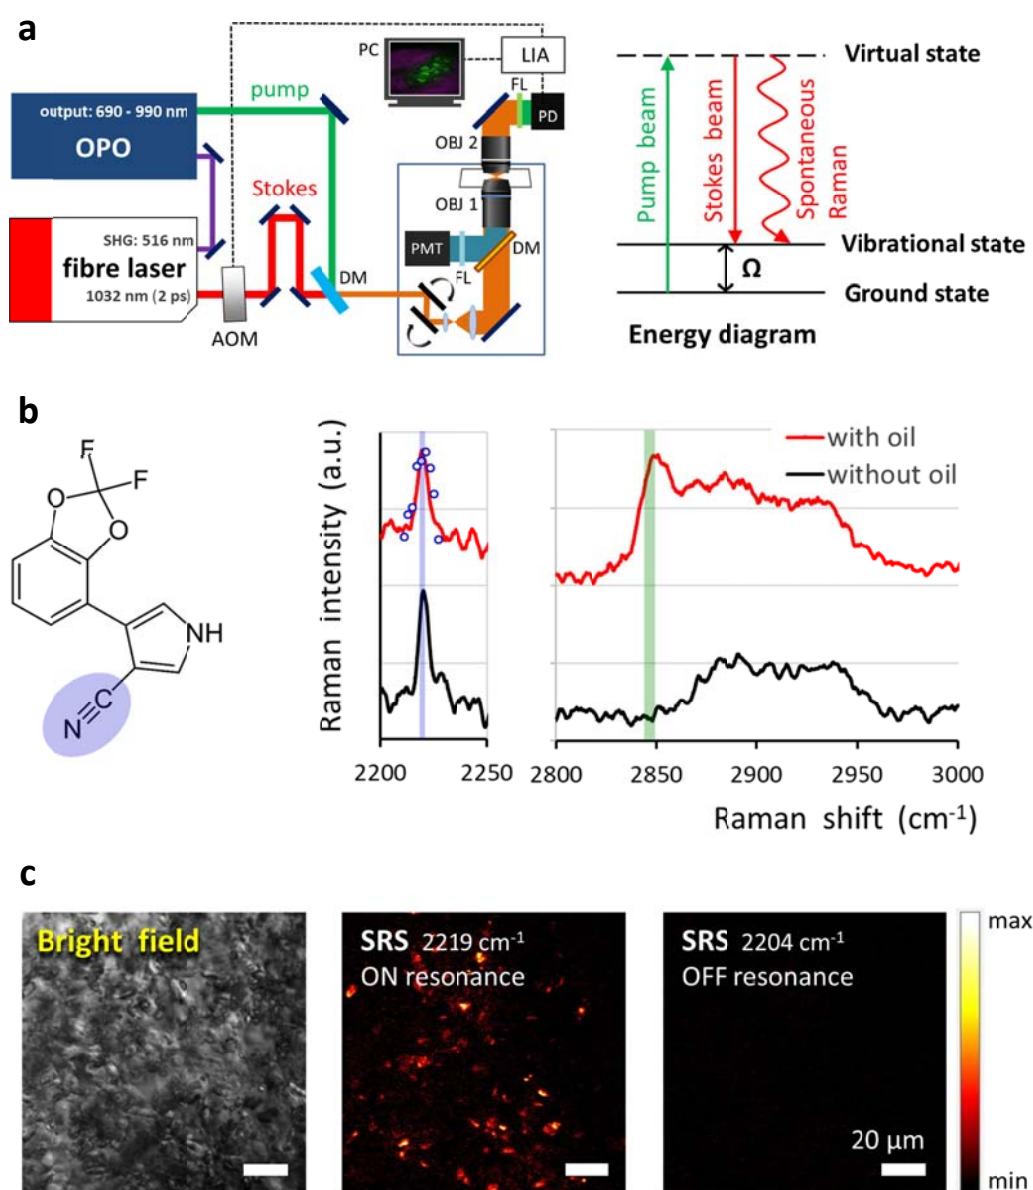 a
PC
LIA
FL
PD
pump
output: 690 - 990 nm
OPO
OBJ 2
Stokes
OBJ 1
SHG: 516 nm
fibre laser
1032 nm (2 ps)
PMT
DM
FL
DM
AOM
Virtual state
Pump beam
Stokes beam
Spontaneous
Raman
Vibrational state
Ω
Ground state
Energy diagram
b
F
F
O
O
NH
N
C
Raman intensity (a.u.)
with oil
without oil
2200 2250 2800 2850 2900 2950 3000
Raman shift (cm-1)
c
Bright field
SRS 2219 cm-1
ON resonance
SRS 2204 cm-1
OFF resonance
20 µm
max
min